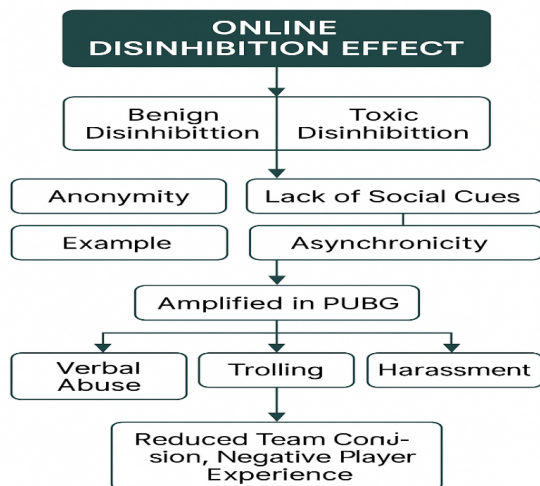 ONLINE
DISINHIBITION EFFECT
Benign
Disinhibittion
Toxic
Disinhibittion
Anonymity
Lack of Social Cues
Example
Asynchronicity
Amplified in PUBG
Verbal
Abuse
Trolling
Harassment
Reduced Team
sion, Negative Player
Experience